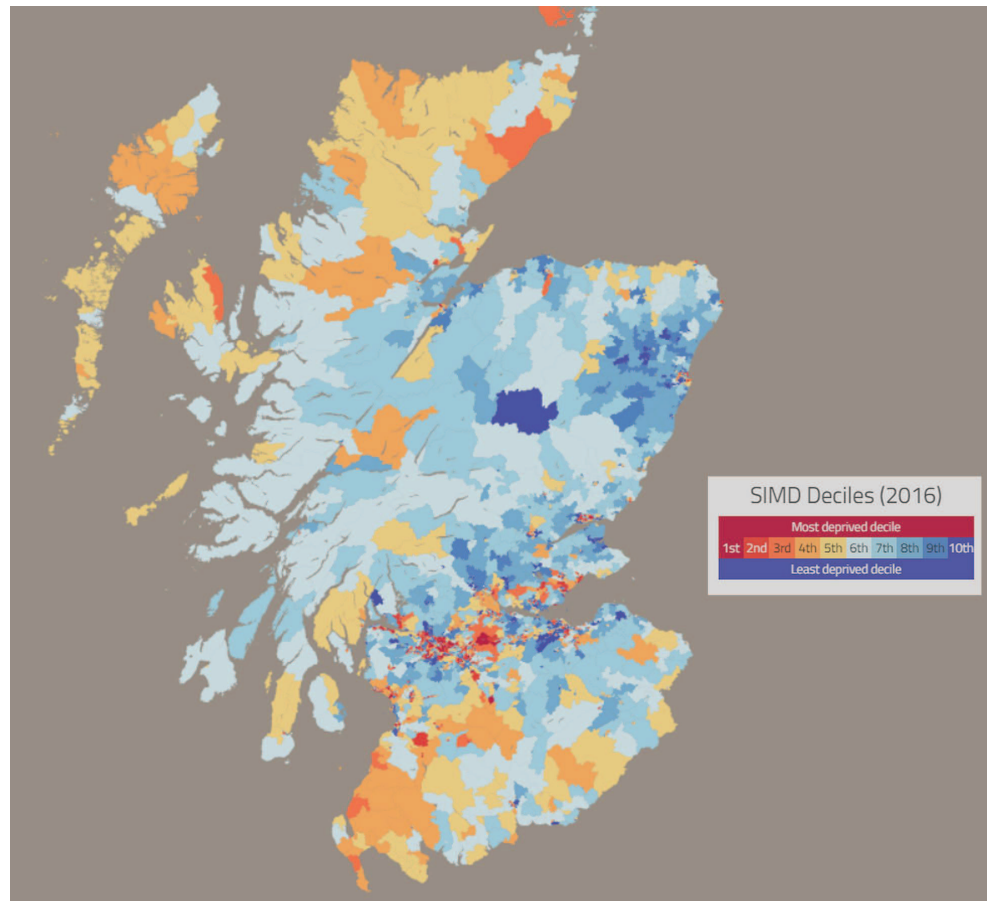 SIMD Deciles (2016)
Most deprived decile
1st 2nd 3rd 4th 5th 6th 7th 8th 9th 10th
Least deprived decile